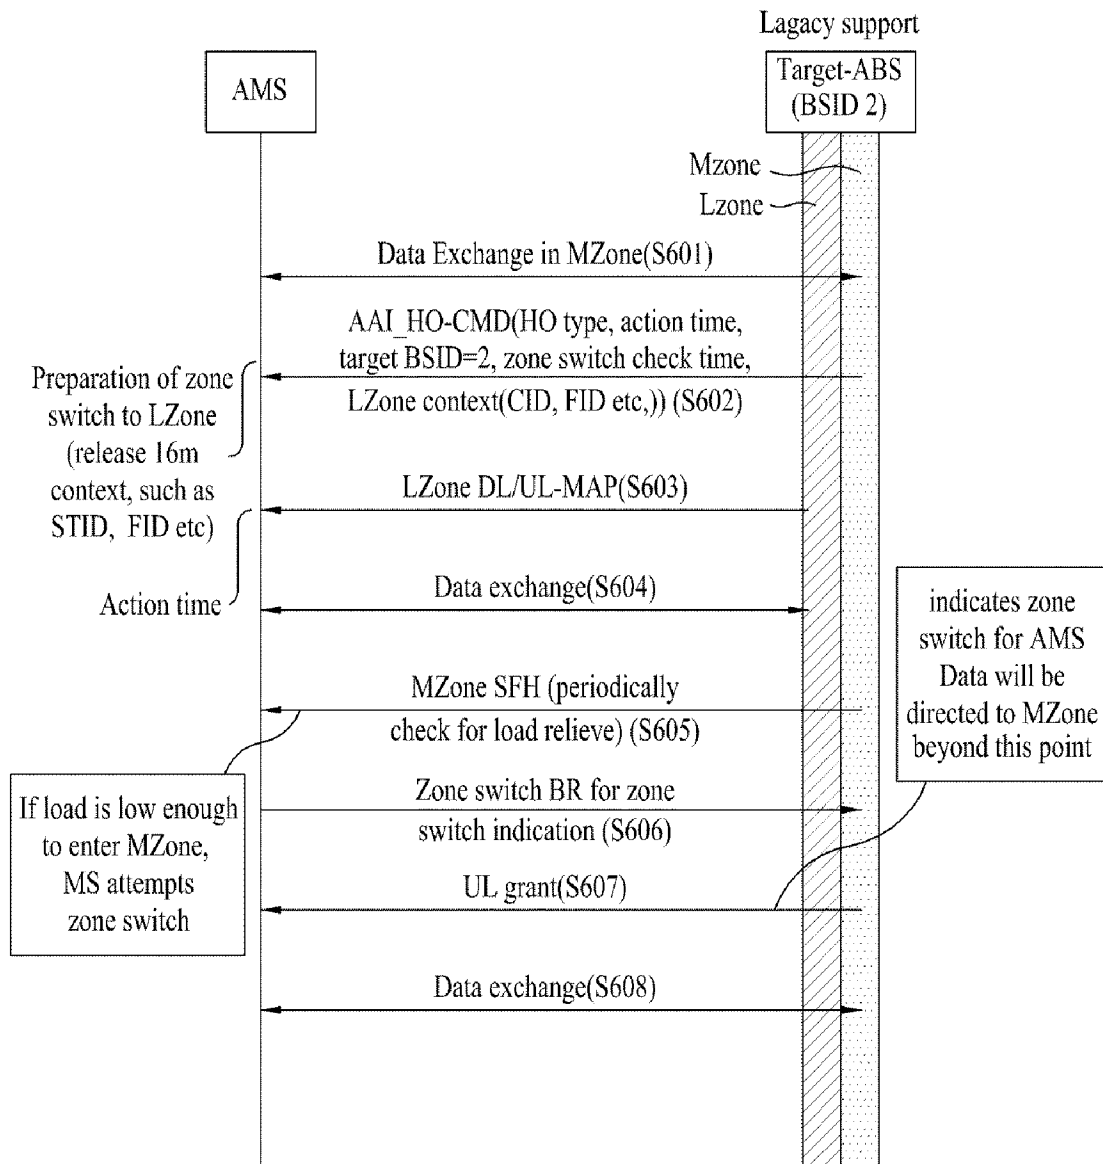 Lagacy support
AMS
Target-ABS
(BSID 2)
Mzone
Lzone
Data Exchange in MZone(S601)
AAI_HO-CMD(HO type, action time,
target BSID=2, zone switch check time,
LZone context(CID, FID etc,)) (S602)
Preparation of zone
switch to LZone
(release 16m
context, such as
STID, FID etc)
LZone DL/UL-MAP(S603)
Action time
Data exchange(S604)
indicates zone
switch for AMS
Data will be
directed to MZone
beyond this point
MZone SFH (periodically
check for load relieve) (S605)
If load is low enough
to enter MZone,
MS attempts
zone switch
Zone switch BR for zone
switch indication (S606)
UL grant(S607)
Data exchange(S608)